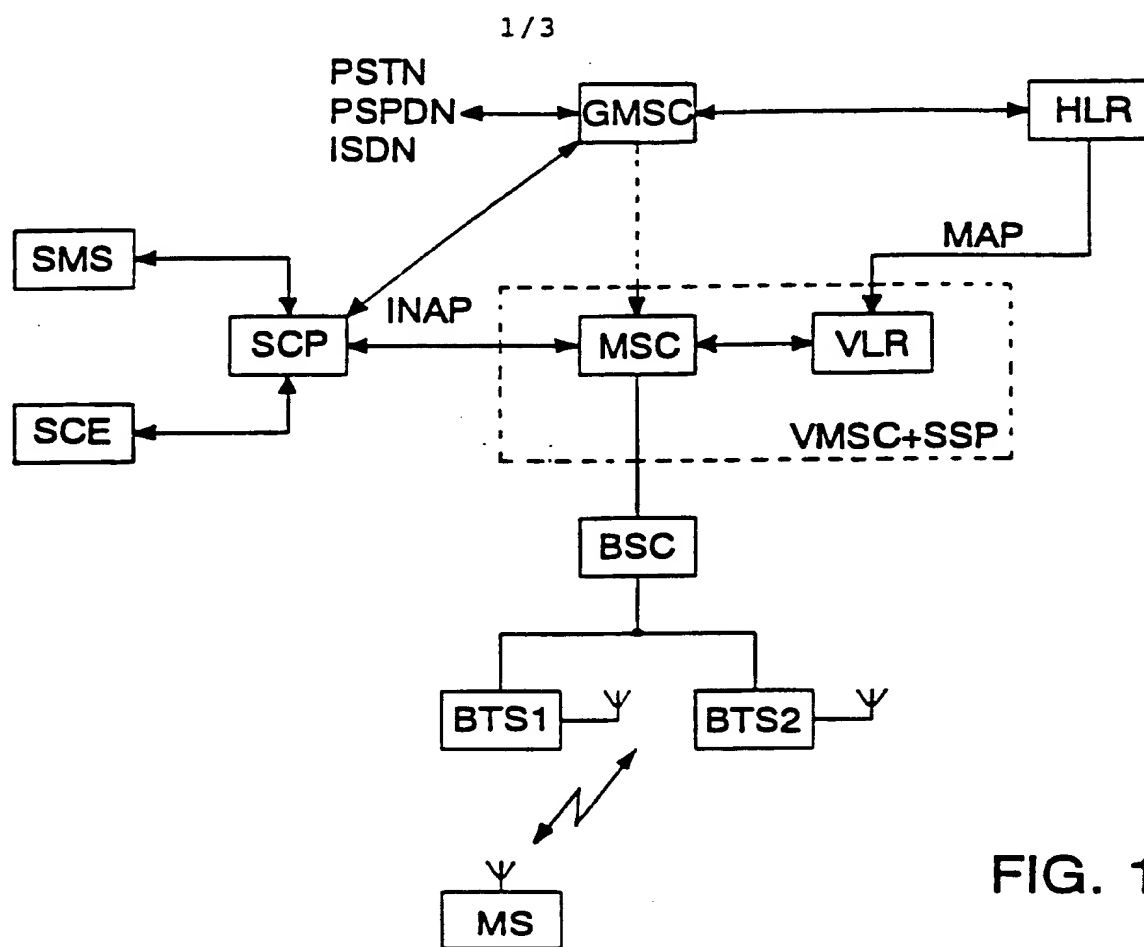 1/3
PSTN
PSPDN
ISDN
GMSC
HLR
MAP
SMS
INAP
SCP
MSC
VLR
SCE
VMSC+SSP
BSC
BTS1
BTS2
MS
FIG. 1